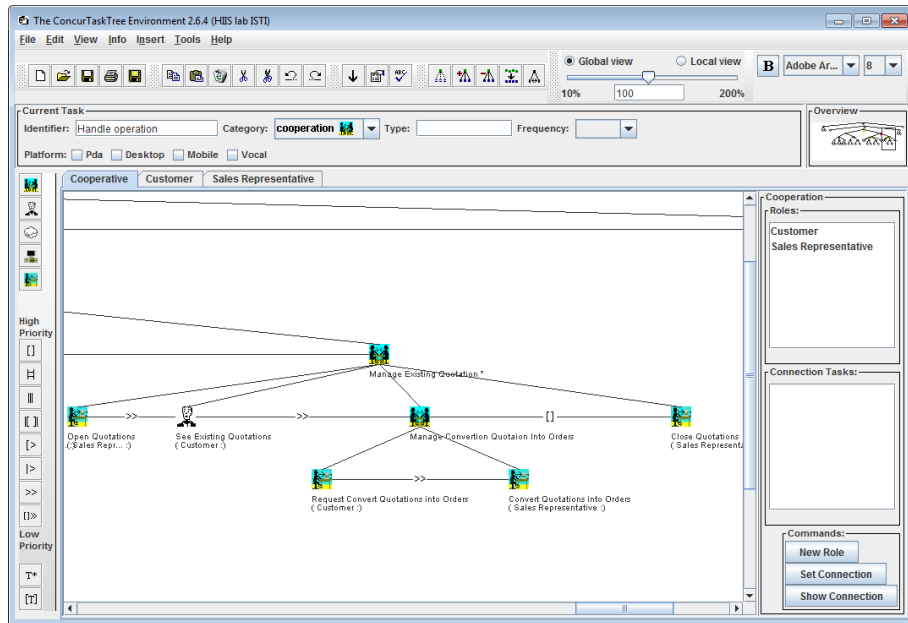 The ConcurTaskTree Environment 2.6.4 (HIIS lab ISTI)
File Edit View Info Insert Tools Help
Global view Local view
10% 100 200%
B Adobe Ar... 8
Current Task
Identifier: Handle operation Category: cooperation Type: Frequency:
Platform: Pda Desktop Mobile Vocal
Overview
Cooperative Customer Sales Representative
High
Priority
[]
|||
|[]|
[>
|>
>>
[]»
Low
Priority
T*
[T]
Manage Existing Quotation *
>> >> []
Open Quotations
( Sales Repr... :)
See Existing Quotations
( Customer :)
Manage Convertion Quotaion Into Orders
Close Quotations
( Sales Representa
>>
Request Convert Quotations into Orders
( Customer :)
Convert Quotations into Orders
( Sales Representative :)
Cooperation
Roles:
Customer
Sales Representative
Connection Tasks:
Commands:
New Role
Set Connection
Show Connection